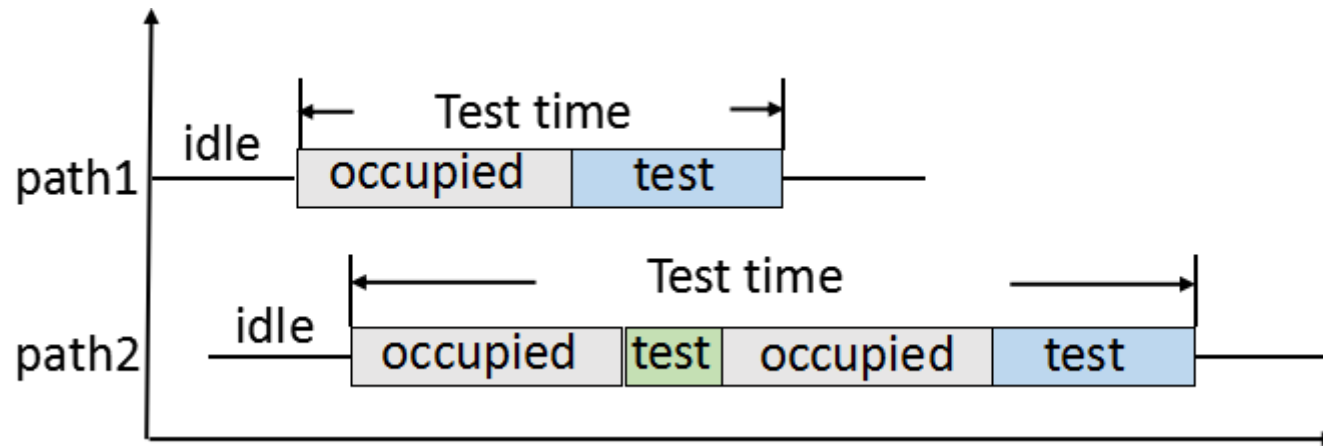 Test time
idle
path1 occupied test
Test time
idle
path2 occupied test occupied test